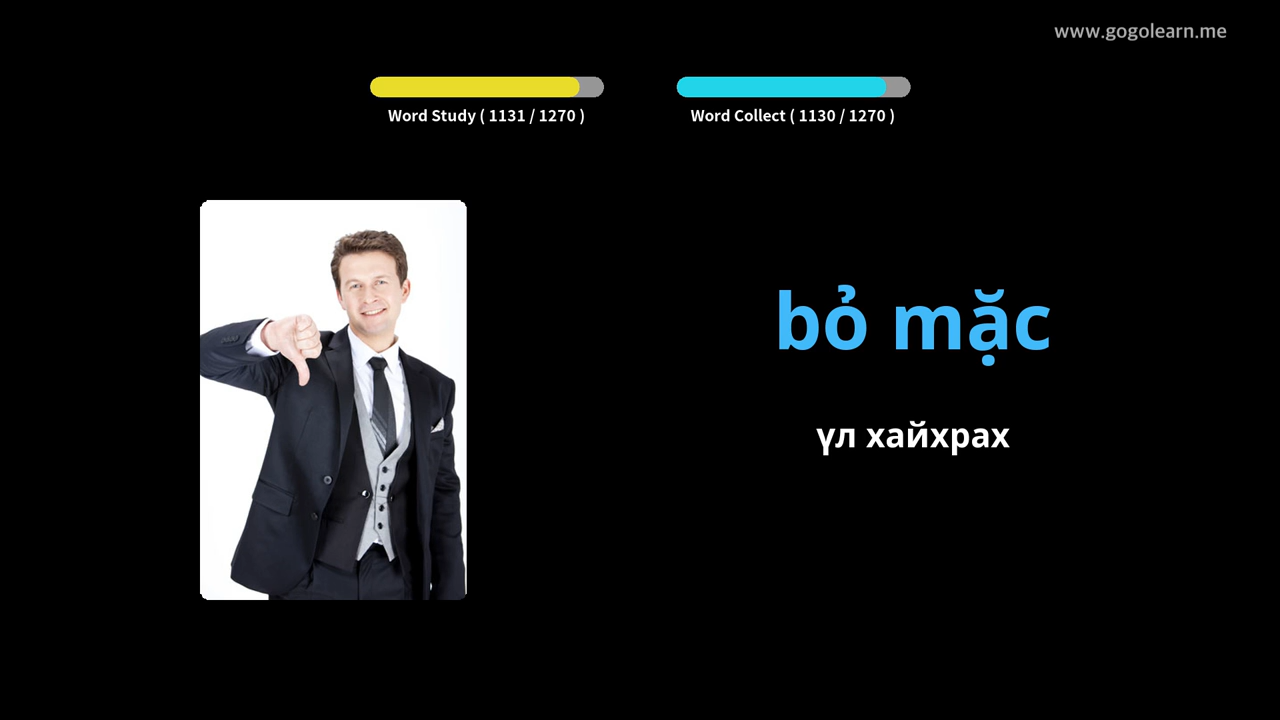 www.gogolearn.me
Word Study ( 1131 / 1270 )
Word Collect ( 1130 / 1270 )
bỏ mặc
үл хайхрах